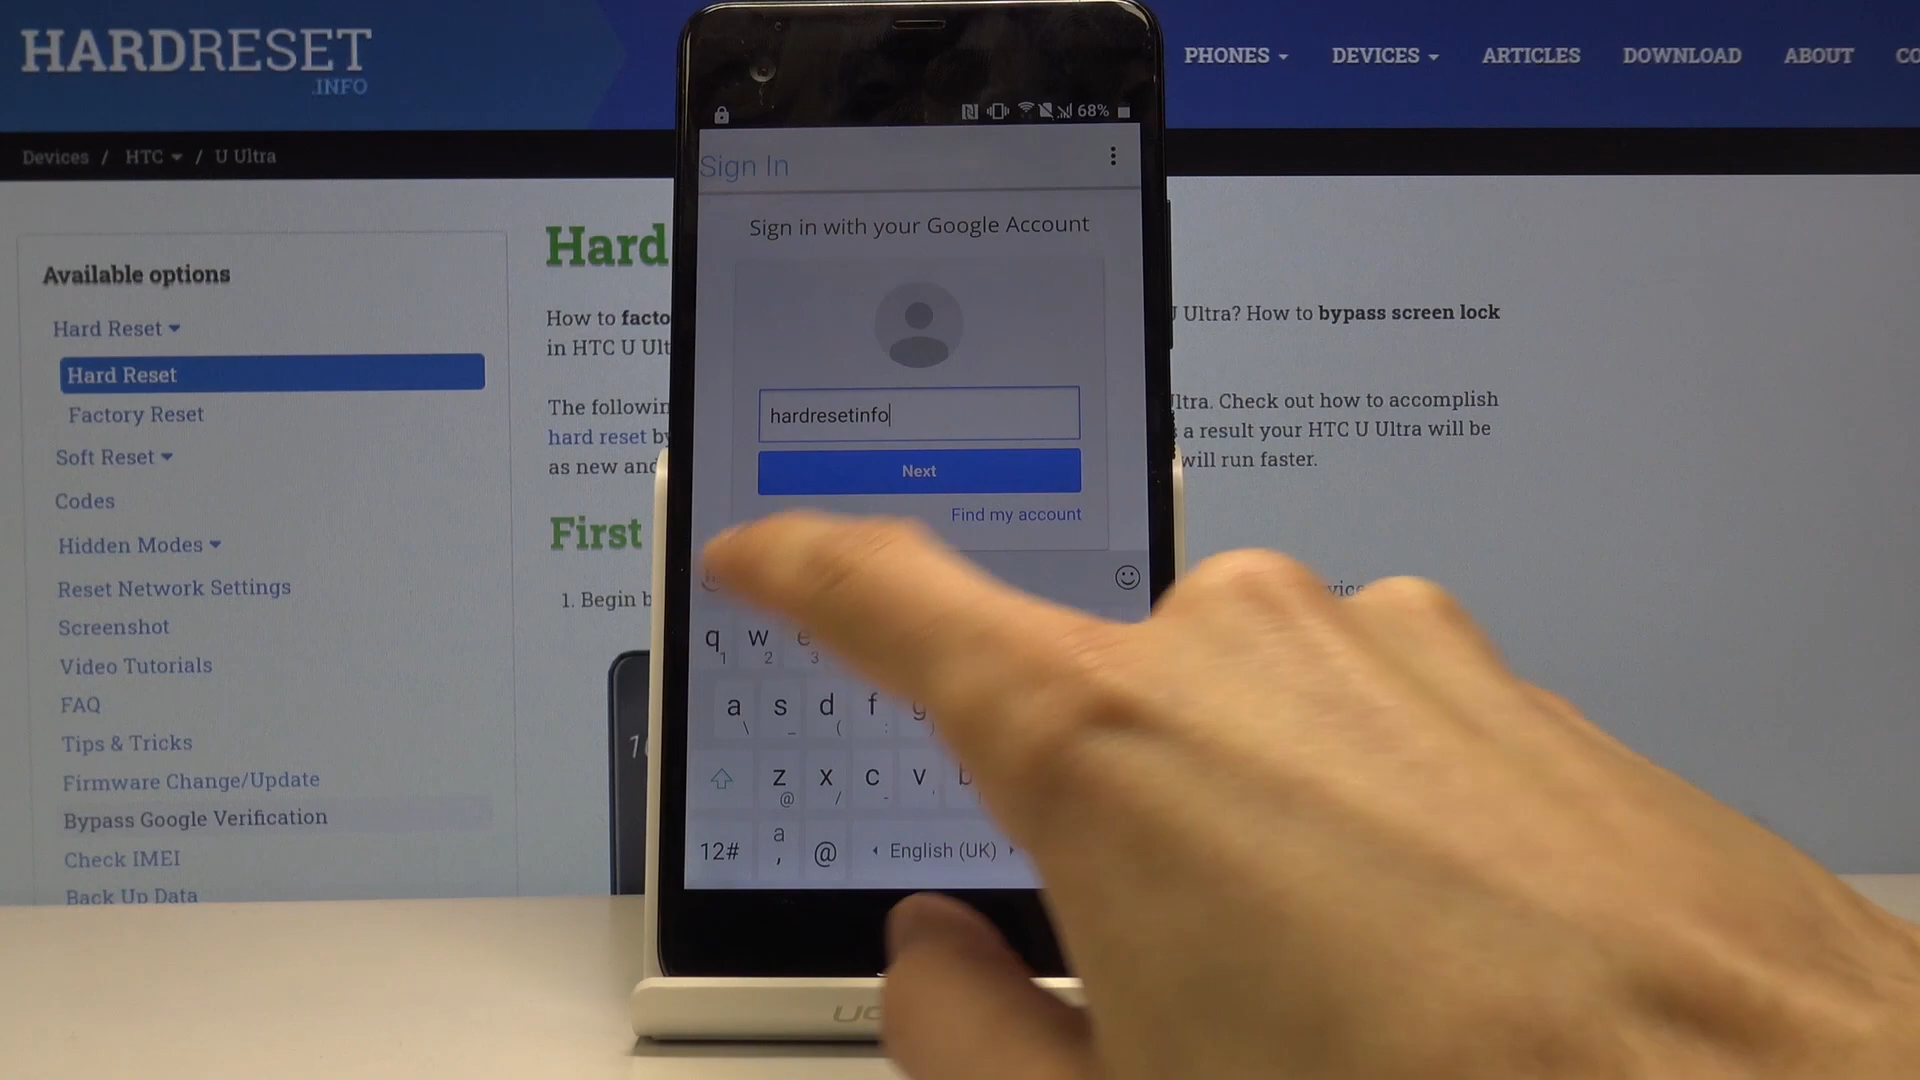 HARDRESET
.INFO
PHONES
DEVICES
ARTICLES
DOWNLOAD
ABOUT
CO
Devices / HTC / U Ultra
Available options
Hard Reset
Hard Reset
Factory Reset
Soft Reset
Codes
Hidden Modes
Reset Network Settings
Screenshot
Video Tutorials
FAQ
Tips & Tricks
Firmware Change/Update
Bypass Google Verification
Check IMEI
Back Up Data
Hard
How to facto
in HTC U Ult
U Ultra? How to bypass screen lock
The followin
hard reset by
as new and
Ultra. Check out how to accomplish
a result your HTC U Ultra will be
will run faster.
First
1. Begin b
68%
Sign In
Sign in with your Google Account
hardresetinfo
Next
Find my account
q w e
1 2 3
a s d f g
\ _ ( : )
z x c v b
@ / - ,
12# a , @ English (UK)